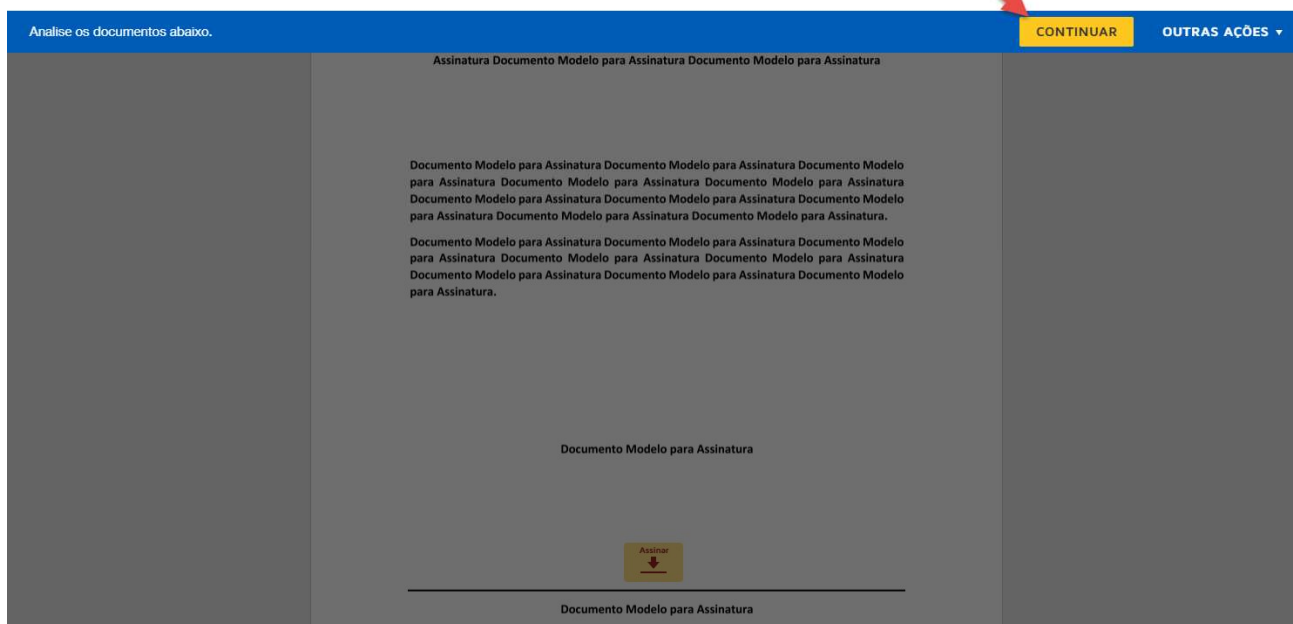 Analise os documentos abaixo.
CONTINUAR
OUTRAS AÇÕES
Assinatura Documento Modelo para Assinatura Documento Modelo para Assinatura
Documento Modelo para Assinatura Documento Modelo para Assinatura Documento Modelo
para Assinatura Documento Modelo para Assinatura Documento Modelo para Assinatura
Documento Modelo para Assinatura Documento Modelo para Assinatura Documento Modelo
para Assinatura Documento Modelo para Assinatura Documento Modelo para Assinatura.
Documento Modelo para Assinatura Documento Modelo para Assinatura Documento Modelo
para Assinatura Documento Modelo para Assinatura Documento Modelo para Assinatura
Documento Modelo para Assinatura Documento Modelo para Assinatura Documento Modelo
para Assinatura.
Documento Modelo para Assinatura
Assinar
Documento Modelo para Assinatura